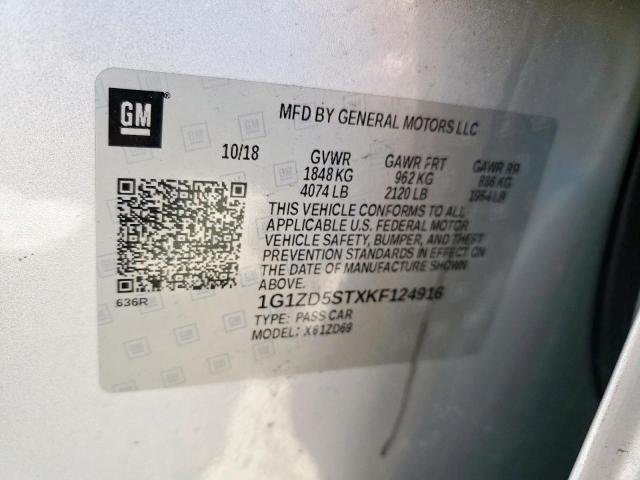 GM
MFD BY GENERAL MOTORS LLC
10/18 GVWR GAWR FRT GAWR RR
1848 KG 962 KG 886 KG
4074 LB 2120 LB 1954 LB
THIS VEHICLE CONFORMS TO ALL
APPLICABLE U.S. FEDERAL MOTOR
VEHICLE SAFETY, BUMPER, AND THEFT
PREVENTION STANDARDS IN EFFECT ON
THE DATE OF MANUFACTURE SHOWN
ABOVE.
636R
1G1ZD5STXKF124916
TYPE: PASS CAR
MODEL: X61ZD69